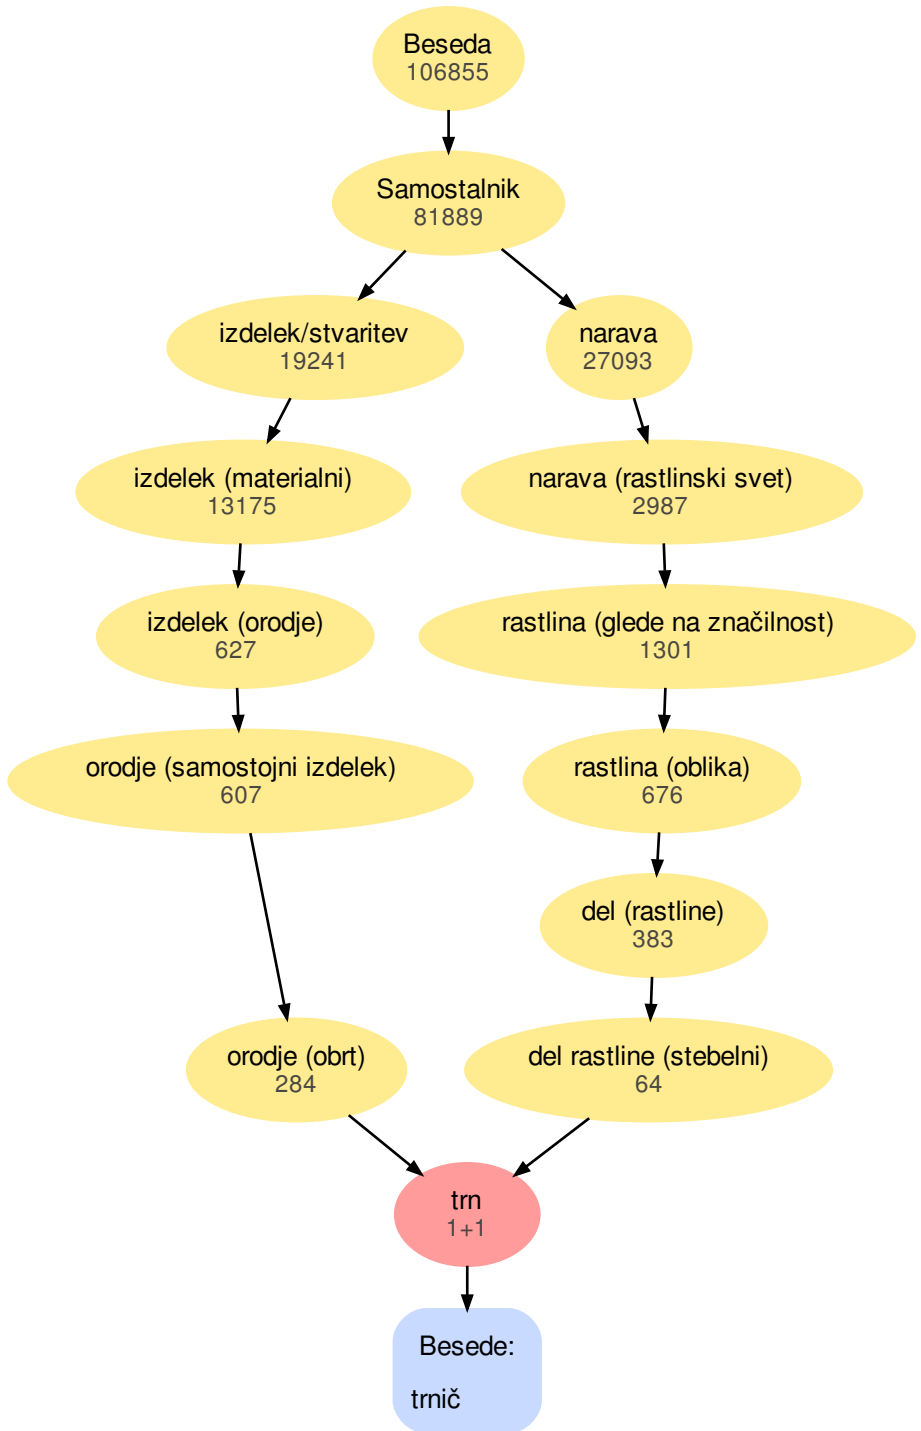 Beseda
106855
Samostalnik
81889
izdelek/stvaritev
19241
narava
27093
izdelek (materialni)
13175
narava (rastlinski svet)
2987
izdelek (orodje)
627
rastlina (glede na značilnost)
1301
orodje (samostojni izdelek)
607
rastlina (oblika)
676
del (rastline)
383
orodje (obrt)
284
del rastline (stebelni)
64
trn
1+1
Besede:
trnič